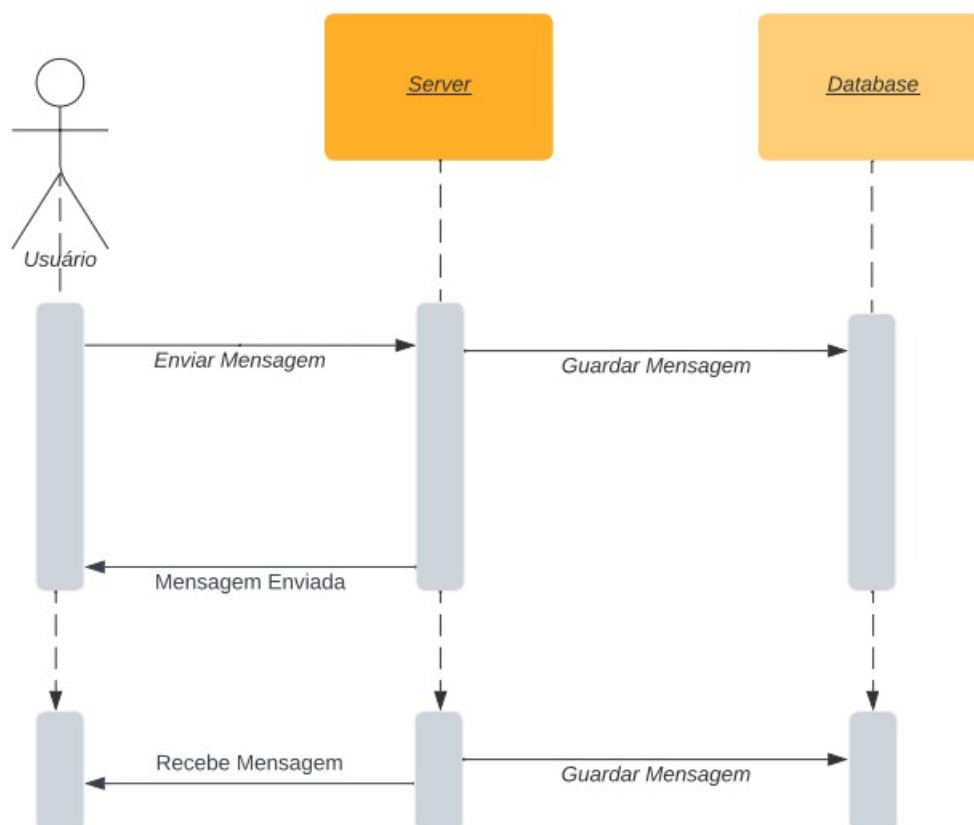 Server
Database
Usuário
Enviar Mensagem
Guardar Mensagem
Mensagem Enviada
Recebe Mensagem
Guardar Mensagem